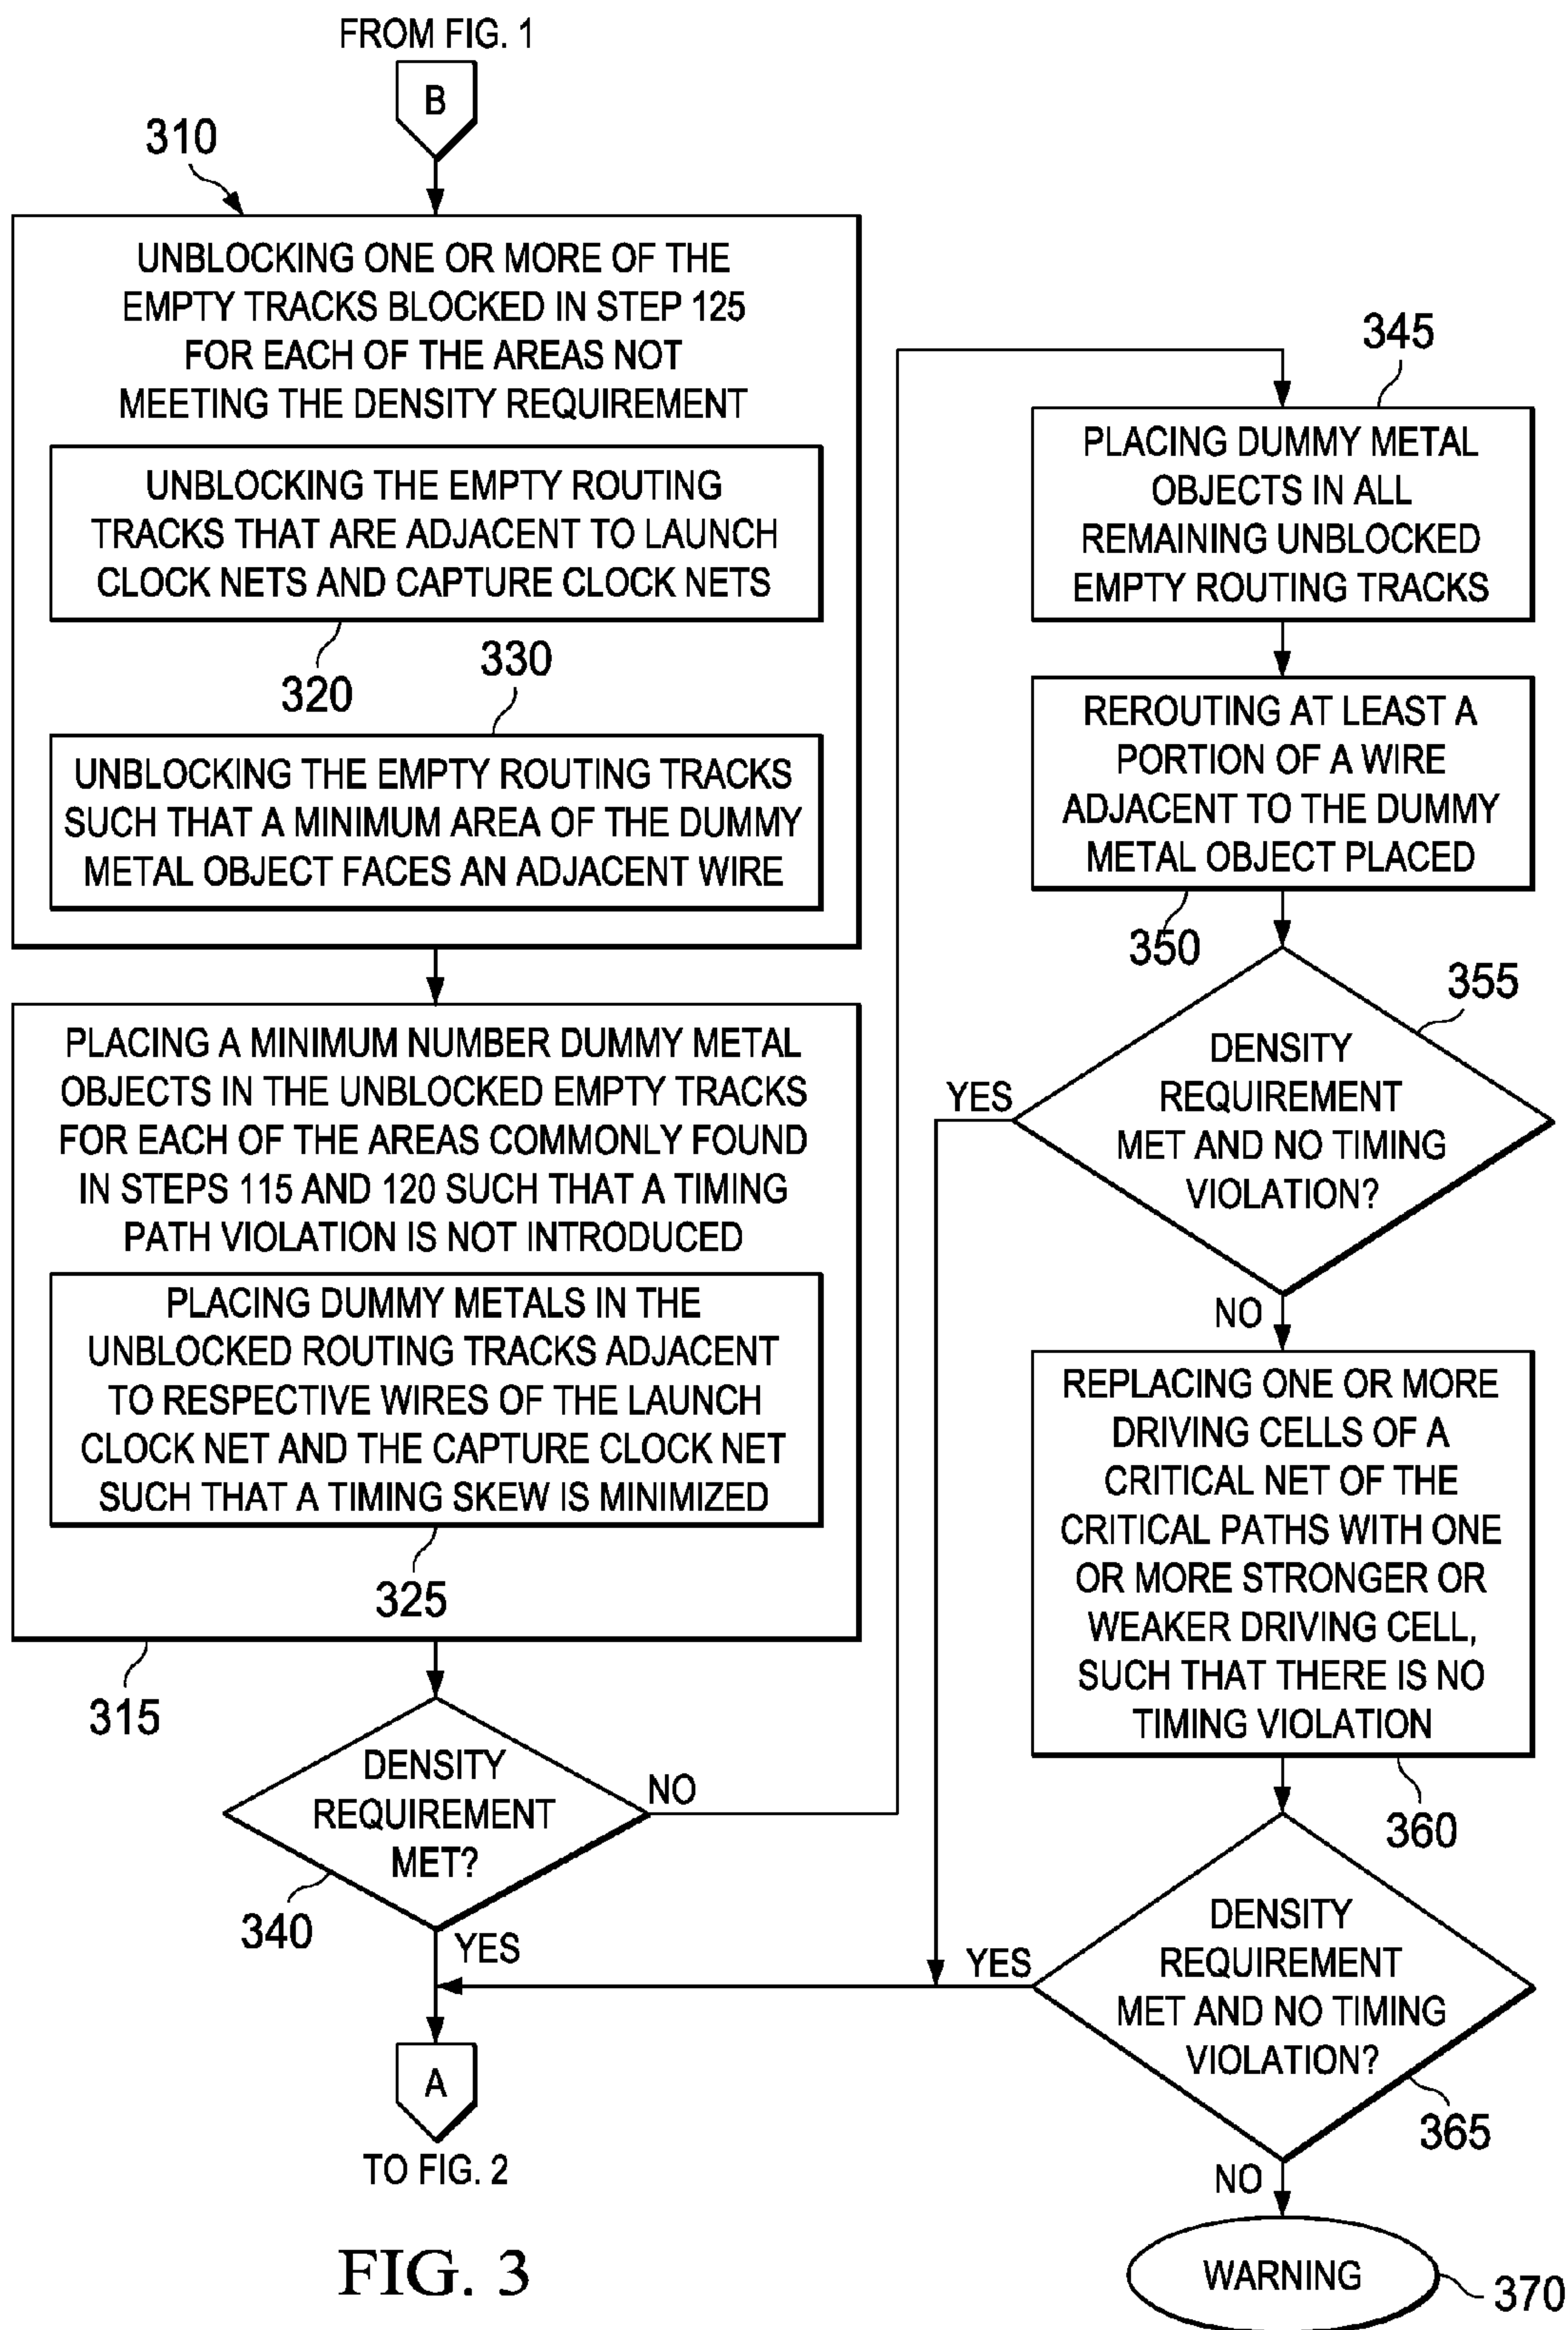 FROM FIG. 1
B
310
UNBLOCKING ONE OR MORE OF THE
EMPTY TRACKS BLOCKED IN STEP 125
FOR EACH OF THE AREAS NOT
MEETING THE DENSITY REQUIREMENT
UNBLOCKING THE EMPTY ROUTING
TRACKS THAT ARE ADJACENT TO LAUNCH
CLOCK NETS AND CAPTURE CLOCK NETS
320
330
UNBLOCKING THE EMPTY ROUTING TRACKS
SUCH THAT A MINIMUM AREA OF THE DUMMY
METAL OBJECT FACES AN ADJACENT WIRE
PLACING A MINIMUM NUMBER DUMMY METAL
OBJECTS IN THE UNBLOCKED EMPTY TRACKS
FOR EACH OF THE AREAS COMMONLY FOUND
IN STEPS 115 AND 120 SUCH THAT A TIMING
PATH VIOLATION IS NOT INTRODUCED
PLACING DUMMY METALS IN THE
UNBLOCKED ROUTING TRACKS ADJACENT
TO RESPECTIVE WIRES OF THE LAUNCH
CLOCK NET AND THE CAPTURE CLOCK NET
SUCH THAT A TIMING SKEW IS MINIMIZED
325
315
DENSITY
REQUIREMENT
MET?
NO
340
YES
A
TO FIG. 2
345
PLACING DUMMY METAL
OBJECTS IN ALL
REMAINING UNBLOCKED
EMPTY ROUTING TRACKS
REROUTING AT LEAST A
PORTION OF A WIRE
ADJACENT TO THE DUMMY
METAL OBJECT PLACED
350
355
DENSITY
REQUIREMENT
MET AND NO TIMING
VIOLATION?
YES
NO
REPLACING ONE OR MORE
DRIVING CELLS OF A
CRITICAL NET OF THE
CRITICAL PATHS WITH ONE
OR MORE STRONGER OR
WEAKER DRIVING CELL,
SUCH THAT THERE IS NO
TIMING VIOLATION
360
DENSITY
REQUIREMENT
MET AND NO TIMING
VIOLATION?
YES
365
NO
WARNING
370
FIG. 3